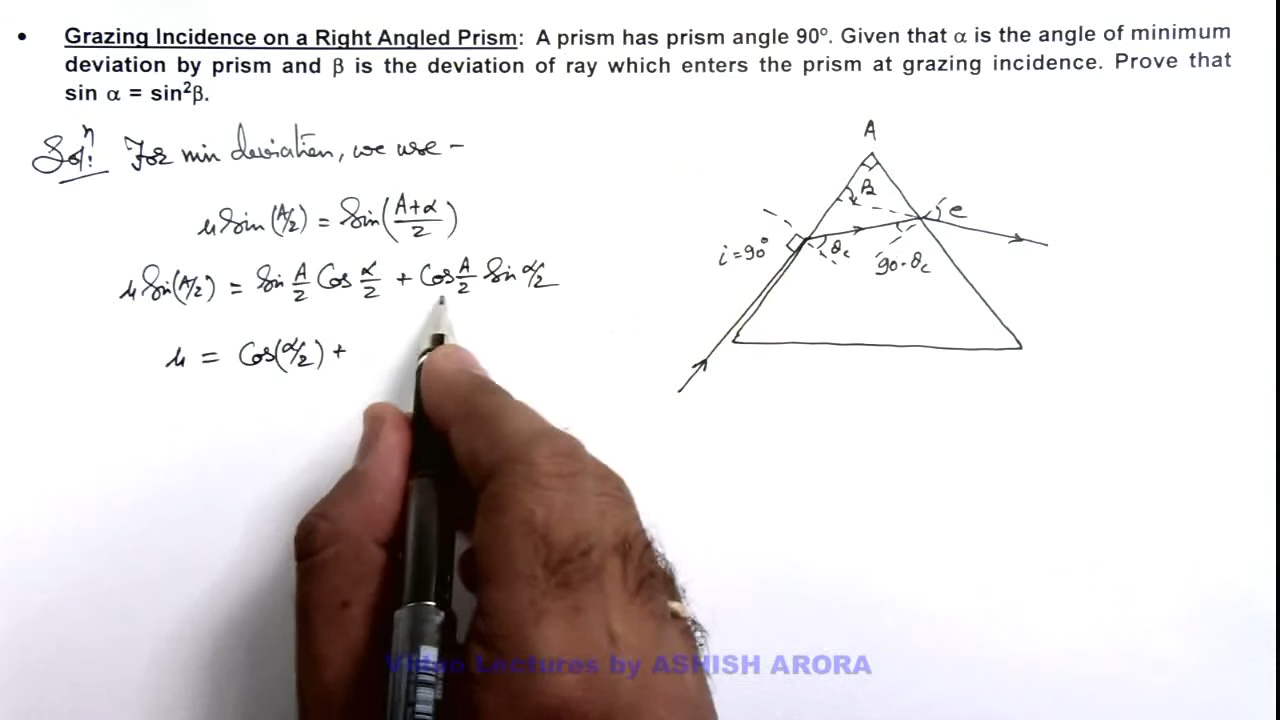 • Grazing Incidence on a Right Angled Prism: A prism has prism angle 90°. Given that α is the angle of minimum
deviation by prism and β is the deviation of ray which enters the prism at grazing incidence. Prove that
sin α = sin²β.
Solⁿ: For min deviation, we use –
μ Sin(A/2) = Sin((A+α)/2)
μ Sin(A/2) = Sin A/2 Cos α/2 + Cos A/2 Sin α/2
μ = Cos(α/2) +
A
β
e
i = 90°
θc
90-θc
Video Lectures by ASHISH ARORA